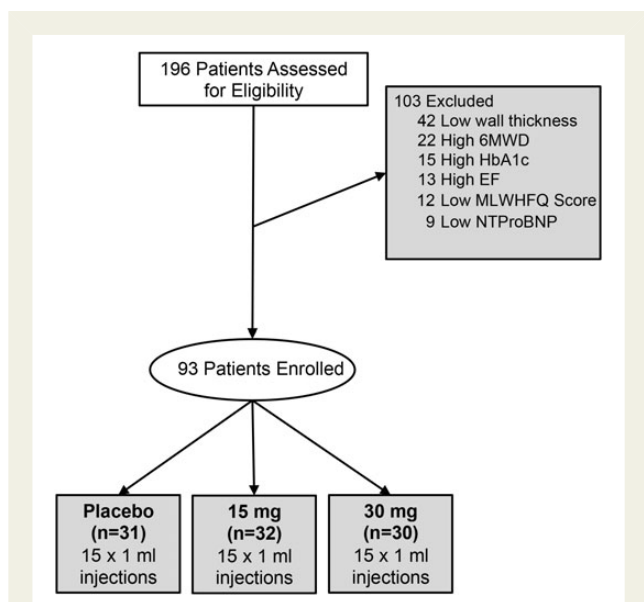 196 Patients Assessed
for Eligibility
103 Excluded
42 Low wall thickness
22 High 6MWD
15 High HbA1c
13 High EF
12 Low MLWHFQ Score
9 Low NTProBNP
93 Patients Enrolled
Placebo
(n=31)
15 x 1 ml
injections
15 mg
(n=32)
15 x 1 ml
injections
30 mg
(n=30)
15 x 1 ml
injections